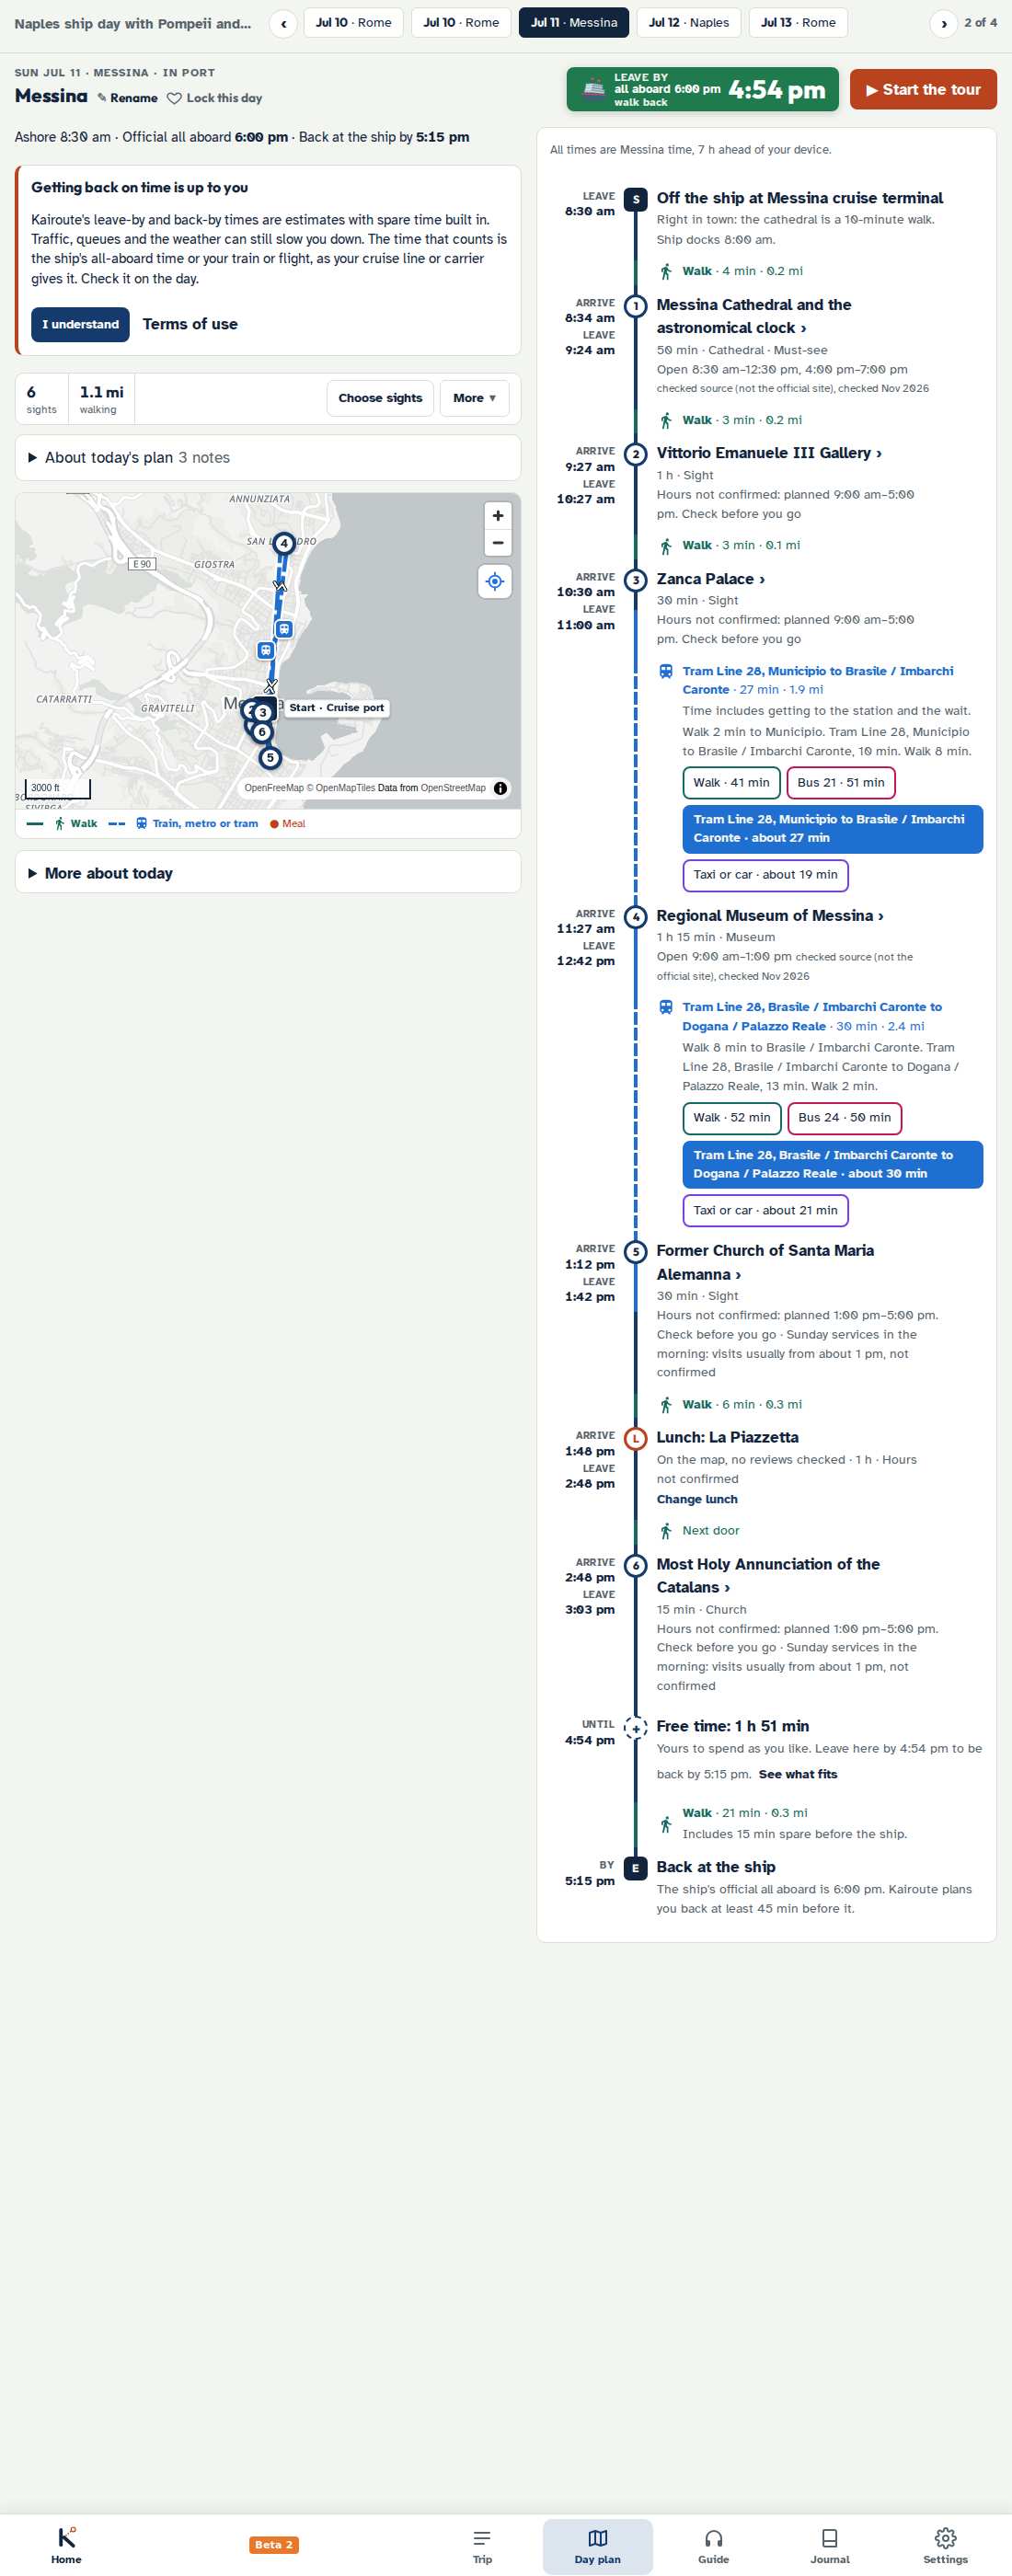 Naples ship day with Pompeii and...
‹
Jul 10 · Rome
Jul 10 · Rome
Jul 11 · Messina
Jul 12 · Naples
Jul 13 · Rome
›
2 of 4
SUN JUL 11 · MESSINA · IN PORT
Messina ✎ Rename Lock this day
LEAVE BY
all aboard 6:00 pm
walk back
4:54 pm
▶ Start the tour
Ashore 8:30 am · Official all aboard 6:00 pm · Back at the ship by 5:15 pm
Getting back on time is up to you
Kairoute's leave-by and back-by times are estimates with spare time built in.
Traffic, queues and the weather can still slow you down. The time that counts is
the ship's all-aboard time or your train or flight, as your cruise line or carrier
gives it. Check it on the day.
I understand
Terms of use
6
sights
1.1 mi
walking
Choose sights
More ▼
▶ About today's plan 3 notes
ANNUNZIATA
E 90
GIOSTRA
4
CATARRATTI
GRAVITELLI
3
6
5
Start · Cruise port
+
−
3000 ft
OpenFreeMap © OpenMapTiles Data from OpenStreetMap
Walk
Train, metro or tram
Meal
▶ More about today
All times are Messina time, 7 h ahead of your device.
LEAVE
8:30 am
S
Off the ship at Messina cruise terminal
Right in town: the cathedral is a 10-minute walk.
Ship docks 8:00 am.
Walk · 4 min · 0.2 mi
ARRIVE
8:34 am
LEAVE
9:24 am
1
Messina Cathedral and the
astronomical clock ›
50 min · Cathedral · Must-see
Open 8:30 am–12:30 pm, 4:00 pm–7:00 pm
checked source (not the official site), checked Nov 2026
Walk · 3 min · 0.2 mi
ARRIVE
9:27 am
LEAVE
10:27 am
2
Vittorio Emanuele III Gallery ›
1 h · Sight
Hours not confirmed: planned 9:00 am–5:00
pm. Check before you go
Walk · 3 min · 0.1 mi
ARRIVE
10:30 am
LEAVE
11:00 am
3
Zanca Palace ›
30 min · Sight
Hours not confirmed: planned 9:00 am–5:00
pm. Check before you go
Tram Line 28, Municipio to Brasile / Imbarchi
Caronte · 27 min · 1.9 mi
Time includes getting to the station and the wait.
Walk 2 min to Municipio. Tram Line 28, Municipio
to Brasile / Imbarchi Caronte, 10 min. Walk 8 min.
Walk · 41 min
Bus 21 · 51 min
Tram Line 28, Municipio to Brasile / Imbarchi
Caronte · about 27 min
Taxi or car · about 19 min
ARRIVE
11:27 am
LEAVE
12:42 pm
4
Regional Museum of Messina ›
1 h 15 min · Museum
Open 9:00 am–1:00 pm checked source (not the
official site), checked Nov 2026
Tram Line 28, Brasile / Imbarchi Caronte to
Dogana / Palazzo Reale · 30 min · 2.4 mi
Walk 8 min to Brasile / Imbarchi Caronte. Tram
Line 28, Brasile / Imbarchi Caronte to Dogana /
Palazzo Reale, 13 min. Walk 2 min.
Walk · 52 min
Bus 24 · 50 min
Tram Line 28, Brasile / Imbarchi Caronte to
Dogana / Palazzo Reale · about 30 min
Taxi or car · about 21 min
ARRIVE
1:12 pm
LEAVE
1:42 pm
5
Former Church of Santa Maria
Alemanna ›
30 min · Sight
Hours not confirmed: planned 1:00 pm–5:00 pm.
Check before you go · Sunday services in the
morning: visits usually from about 1 pm, not
confirmed
Walk · 6 min · 0.3 mi
ARRIVE
1:48 pm
LEAVE
2:48 pm
L
Lunch: La Piazzetta
On the map, no reviews checked · 1 h · Hours
not confirmed
Change lunch
Next door
ARRIVE
2:48 pm
LEAVE
3:03 pm
6
Most Holy Annunciation of the
Catalans ›
15 min · Church
Hours not confirmed: planned 1:00 pm–5:00 pm.
Check before you go · Sunday services in the
morning: visits usually from about 1 pm, not
confirmed
UNTIL
4:54 pm
+
Free time: 1 h 51 min
Yours to spend as you like. Leave here by 4:54 pm to be
back by 5:15 pm. See what fits
Walk · 21 min · 0.3 mi
Includes 15 min spare before the ship.
BY
5:15 pm
E
Back at the ship
The ship's official all aboard is 6:00 pm. Kairoute plans
you back at least 45 min before it.
Home
Beta 2
Trip
Day plan
Guide
Journal
Settings